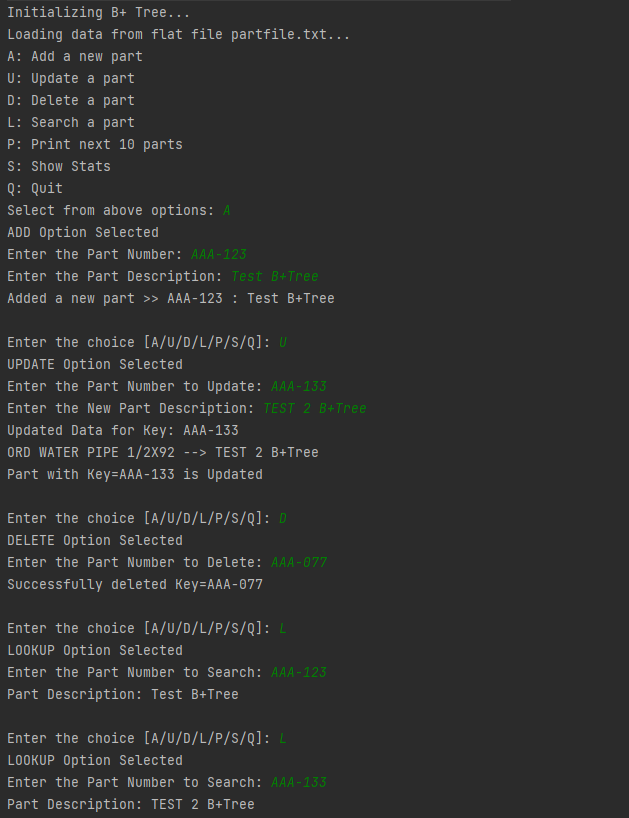 Initializing B+ Tree...
Loading data from flat file partfile.txt...
A: Add a new part
U: Update a part
D: Delete a part
L: Search a part
P: Print next 10 parts
S: Show Stats
Q: Quit
Select from above options: A
ADD Option Selected
Enter the Part Number: AAA-123
Enter the Part Description: Test B+Tree
Added a new part >> AAA-123 : Test B+Tree
Enter the choice [A/U/D/L/P/S/Q]: U
UPDATE Option Selected
Enter the Part Number to Update: AAA-133
Enter the New Part Description: TEST 2 B+Tree
Updated Data for Key: AAA-133
ORD WATER PIPE 1/2X92 --> TEST 2 B+Tree
Part with Key=AAA-133 is Updated
Enter the choice [A/U/D/L/P/S/Q]: D
DELETE Option Selected
Enter the Part Number to Delete: AAA-077
Successfully deleted Key=AAA-077
Enter the choice [A/U/D/L/P/S/Q]: L
LOOKUP Option Selected
Enter the Part Number to Search: AAA-123
Part Description: Test B+Tree
Enter the choice [A/U/D/L/P/S/Q]: L
LOOKUP Option Selected
Enter the Part Number to Search: AAA-133
Part Description: TEST 2 B+Tree